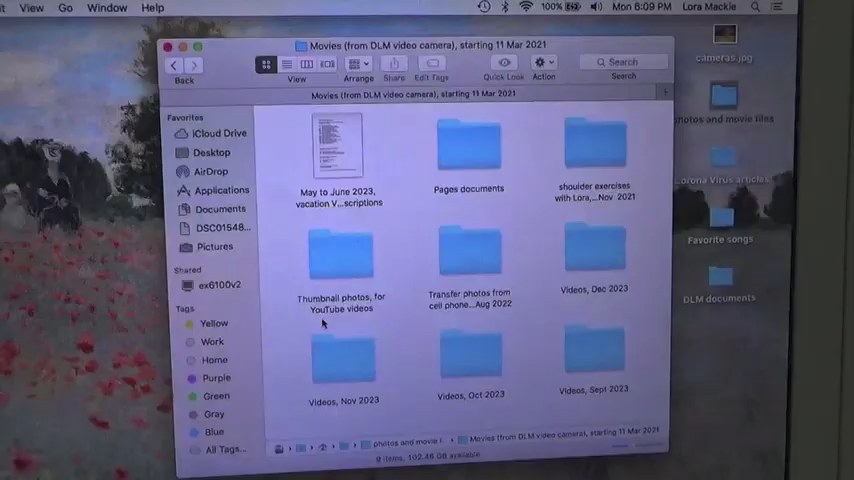 View Go Window Help 100% Mon 6:09 PM Lora Mackie
Movies (from DLM video camera), starting 11 Mar 2021
Back View Arrange Share Edit Tags Quick Look Action Search
Search
Movies (from DLM video camera), starting 11 Mar 2021
Favorites
iCloud Drive
Desktop
AirDrop
Applications
Documents
DSC01548...
Pictures
Shared
ex6100v2
Tags
Yellow
Work
Home
Purple
Green
Gray
Blue
All Tags...
May to June 2023,
vacation V...scriptions
Pages documents
shoulder exercises
with Lora,...Nov 2021
Thumbnail photos, for
YouTube videos
Transfer photos from
cell phone...Aug 2022
Videos, Dec 2023
Videos, Nov 2023
Videos, Oct 2023
Videos, Sept 2023
photos and movie f
Movies (from DLM video camera), starting 11 Mar 2021
9 items, 102.46 GB available
cameras.jpg
photos and movie files
Corona Virus articles
Favorite songs
DLM documents